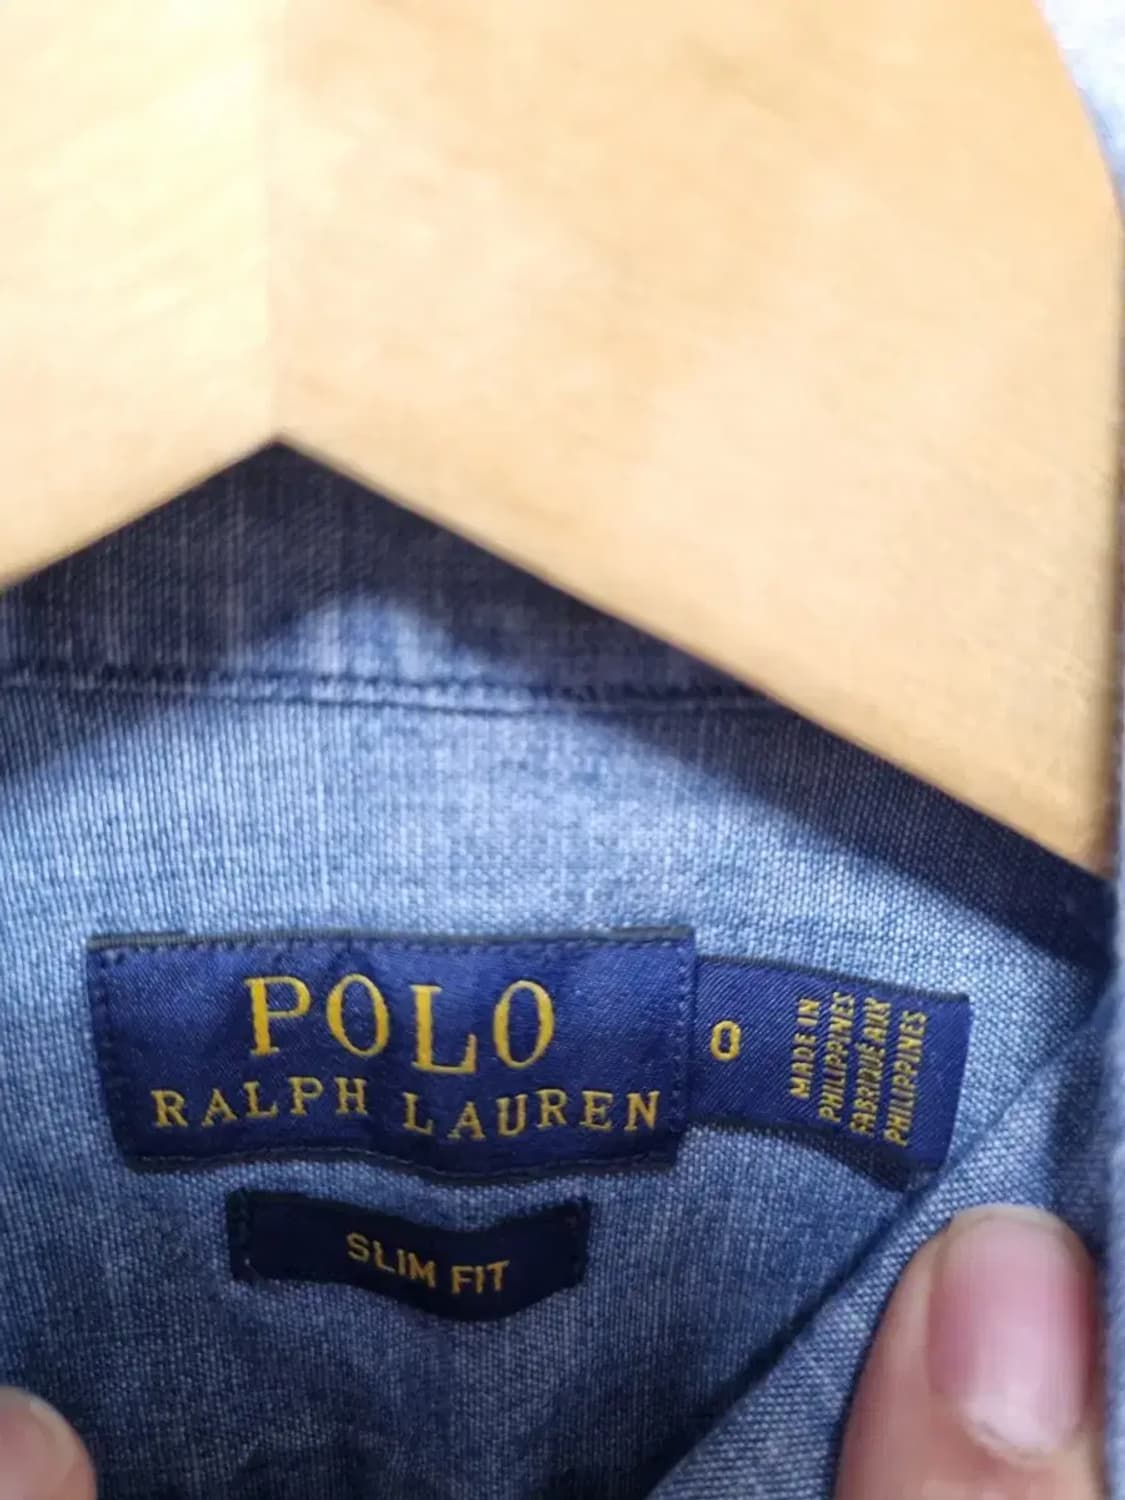 POLO
RALPH LAUREN
0
MADE IN
PHILIPPINES
FABRIQUÉ AUX
PHILIPPINES
SLIM FIT